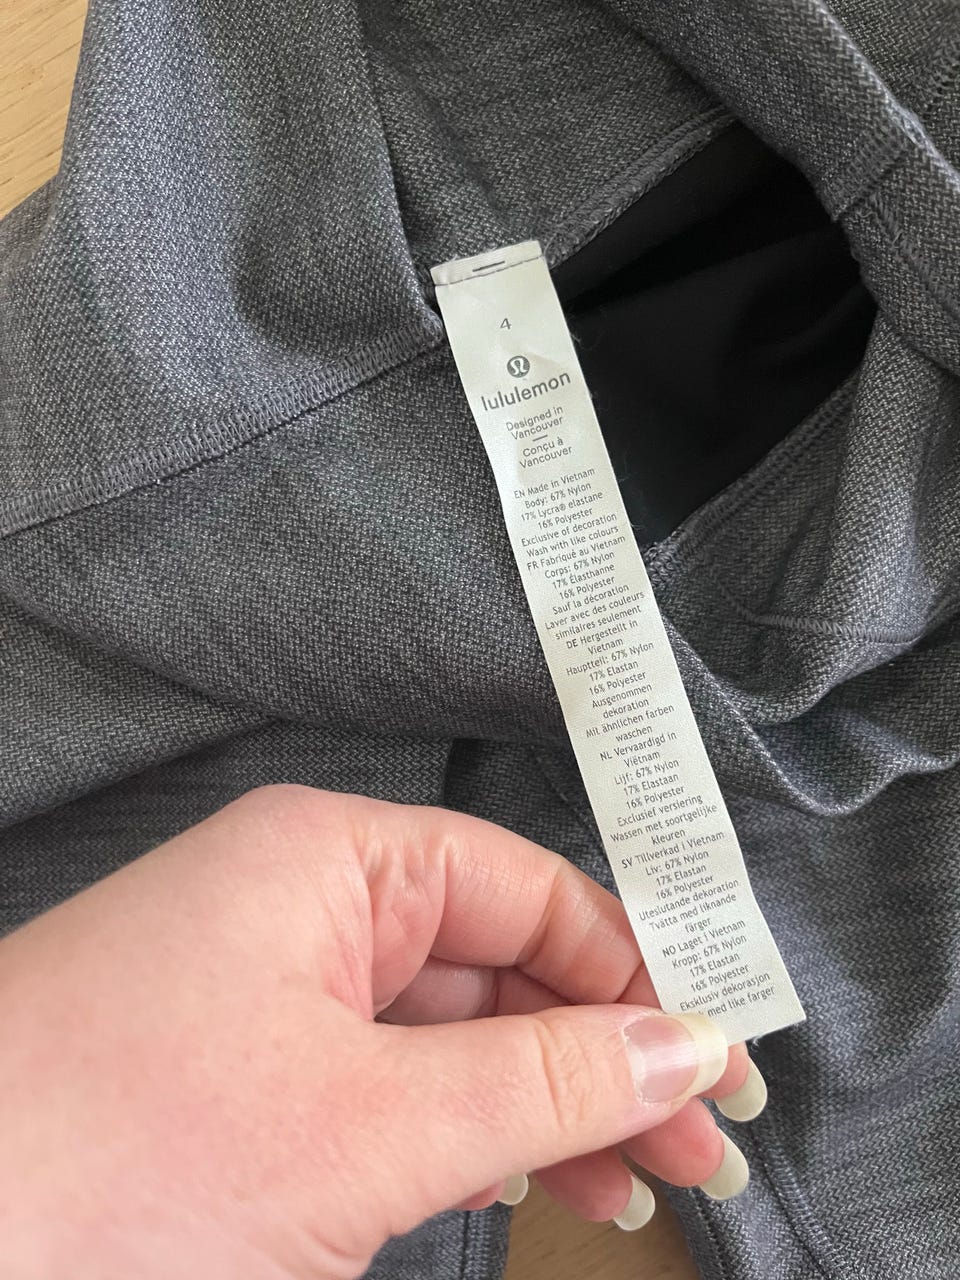 4
lululemon
Designed in
Vancouver
Conçu à
Vancouver
EN Made in Vietnam
Body: 67% Nylon
17% Lycra® elastane
16% Polyester
Exclusive of decoration
Wash with like colours
FR Fabriqué au Vietnam
Corps: 67% Nylon
17% Élasthanne
16% Polyester
Sauf la décoration
Laver avec des couleurs
similaires seulement
DE Hergestellt in
Vietnam
Hauptteil: 67% Nylon
17% Elastan
16% Polyester
Ausgenommen
dekoration
Mit ähnlichen farben
waschen
NL Vervaardigd in
Viëtnam
Lijf: 67% Nylon
17% Elastaan
16% Polyester
Exclusief versiering
Wassen met soortgelijke
kleuren
SV Tillverkad i Vietnam
Liv: 67% Nylon
17% Elastan
16% Polyester
Uteslutande dekoration
Tvätta med liknande
färger
NO Laget i Vietnam
Kropp: 67% Nylon
17% Elastan
16% Polyester
Eksklusiv dekorasjon
med like farger